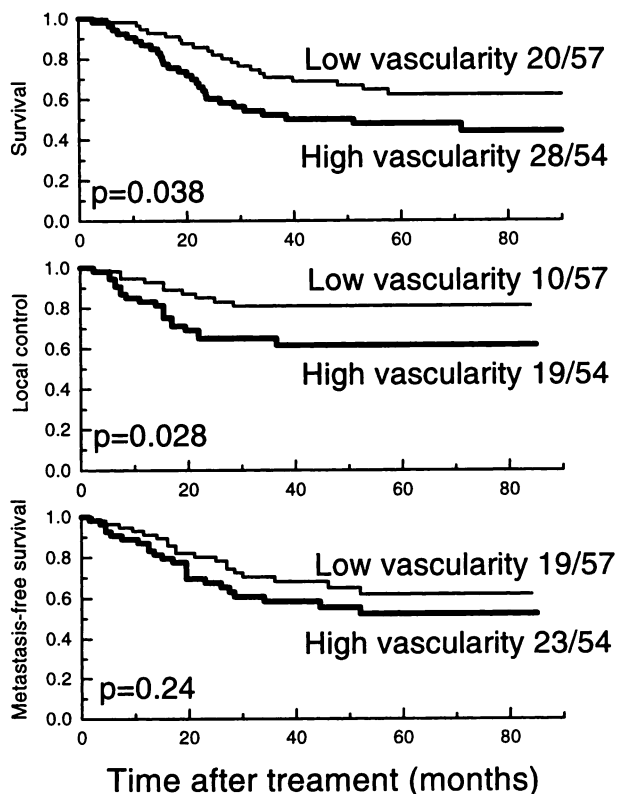 Survival
1.0
0.8
0.6
0.4
0.2
0.0
Low vascularity 20/57
High vascularity 28/54
p=0.038
0 20 40 60 80
Local control
1.0
0.8
0.6
0.4
0.2
0.0
Low vascularity 10/57
High vascularity 19/54
p=0.028
0 20 40 60 80
Metastasis-free survival
1.0
0.8
0.6
0.4
0.2
0.0
Low vascularity 19/57
High vascularity 23/54
p=0.24
0 20 40 60 80
Time after treament (months)